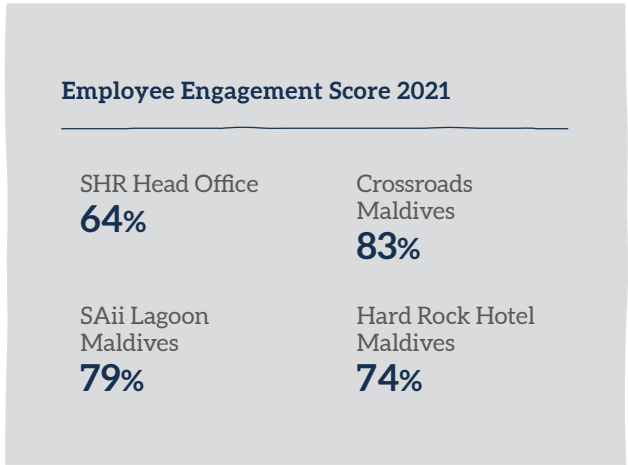 Employee Engagement Score 2021
SHR Head Office
64%
Crossroads
Maldives
83%
SAii Lagoon
Maldives
79%
Hard Rock Hotel
Maldives
74%